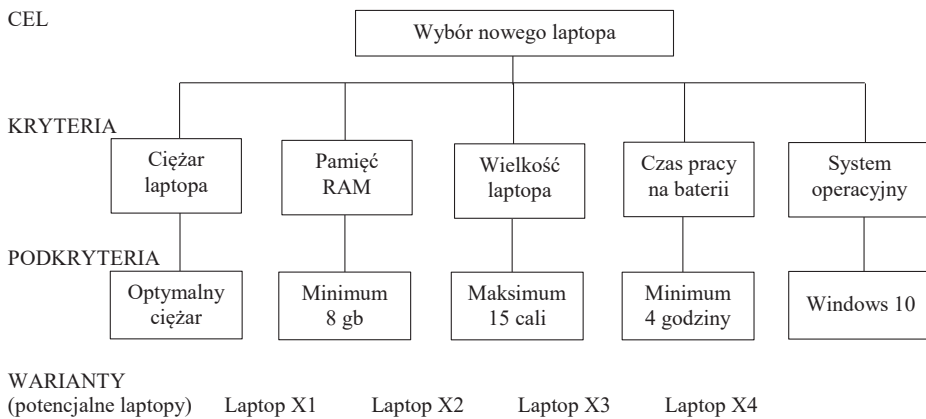 CEL
Wybór nowego laptopa
KRYTERIA
Ciężar
laptopa
Pamięć
RAM
Wielkość
laptopa
Czas pracy
na baterii
System
operacyjny
PODKRYTERIA
Optymalny
ciężar
Minimum
8 gb
Maksimum
15 cali
Minimum
4 godziny
Windows 10
WARIANTY
(potencjalne laptopy) Laptop X1 Laptop X2 Laptop X3 Laptop X4